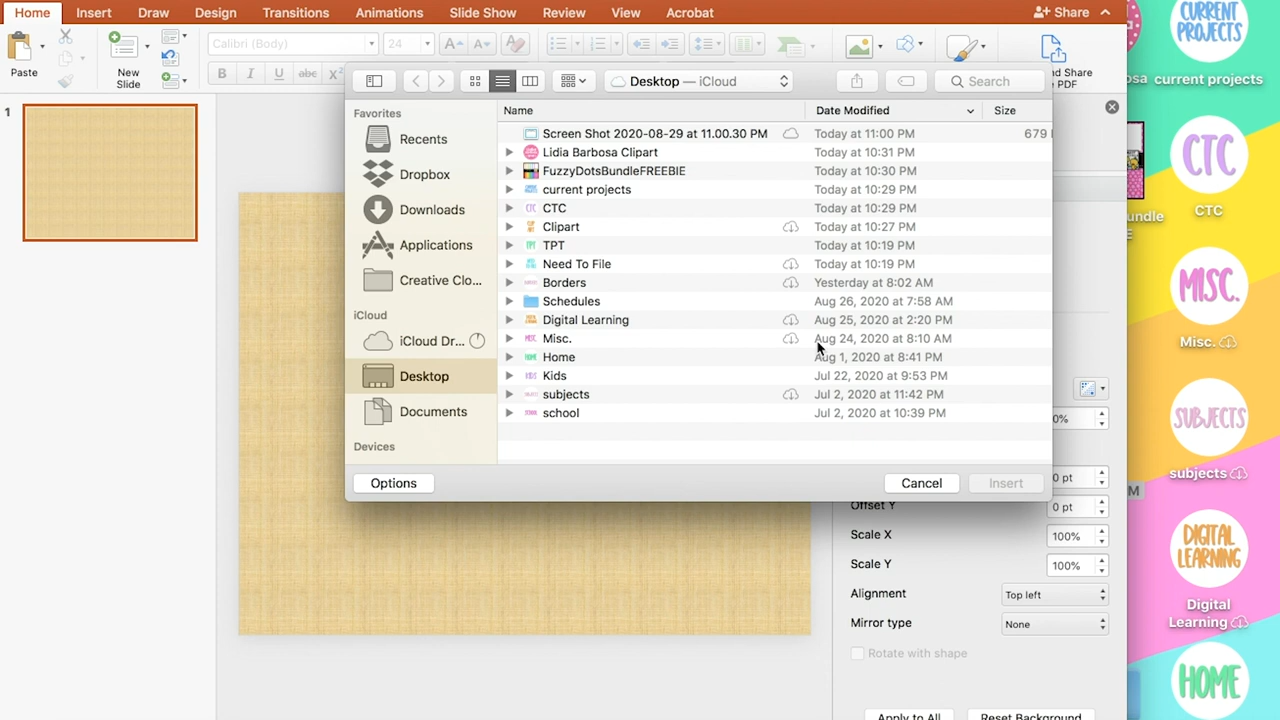 Home Insert Draw Design Transitions Animations Slide Show Review View Acrobat Share
Paste
New
Slide
Calibri (Body) 24
B I U abc X²
PDF
1
Desktop — iCloud
Search
Favorites
Recents
Dropbox
Downloads
Applications
Creative Clo...
iCloud
iCloud Dr...
Desktop
Documents
Devices
Name Date Modified Size
Screen Shot 2020-08-29 at 11.00.30 PM Today at 11:00 PM 679
Lidia Barbosa Clipart Today at 10:31 PM
FuzzyDotsBundleFREEBIE Today at 10:30 PM
current projects Today at 10:29 PM
CTC Today at 10:29 PM
Clipart Today at 10:27 PM
TPT Today at 10:19 PM
Need To File Today at 10:19 PM
Borders Yesterday at 8:02 AM
Schedules Aug 26, 2020 at 7:58 AM
Digital Learning Aug 25, 2020 at 2:20 PM
Misc. Aug 24, 2020 at 8:10 AM
Home Aug 1, 2020 at 8:41 PM
Kids Jul 22, 2020 at 9:53 PM
subjects Jul 2, 2020 at 11:42 PM
school Jul 2, 2020 at 10:39 PM
Options Cancel Insert
0%
0 pt
Offset Y 0 pt
Scale X 100%
Scale Y 100%
Alignment Top left
Mirror type None
Rotate with shape
Apply to All Reset Background
CURRENT
PROJECTS
osa current projects
CTC
undle CTC
E
MISC.
Misc.
SUBJECTS
subjects
M
DIGITAL
LEARNING
Digital
Learning
HOME